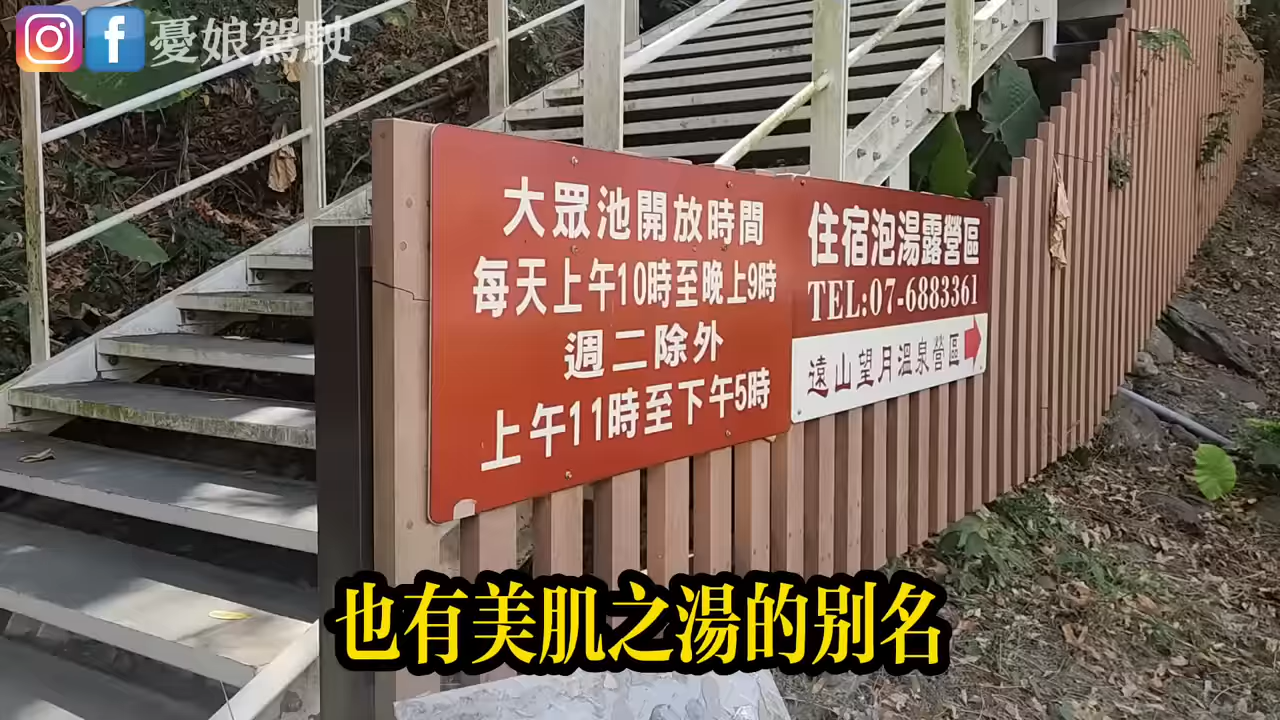 憂娘駕駛
大眾池開放時間
每天上午10時至晚上9時
週二除外
上午11時至下午5時
住宿泡湯露營區
TEL:07-6883361
遠山望月溫泉營區
也有美肌之湯的別名